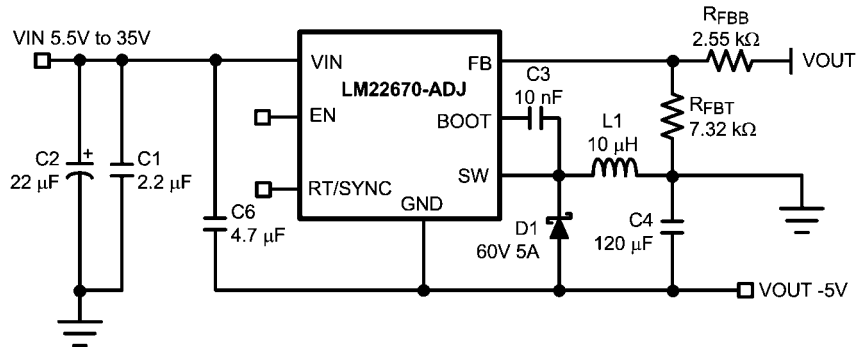 VIN 5.5V to 35V
VIN
FB
LM22670-ADJ
EN
BOOT
RT/SYNC
SW
GND
C3
10 nF
RFBB
2.55 kΩ
VOUT
RFBT
7.32 kΩ
L1
10 μH
C2
22 μF
+
C1
2.2 μF
C6
4.7 μF
D1
60V 5A
C4
120 μF
VOUT -5V